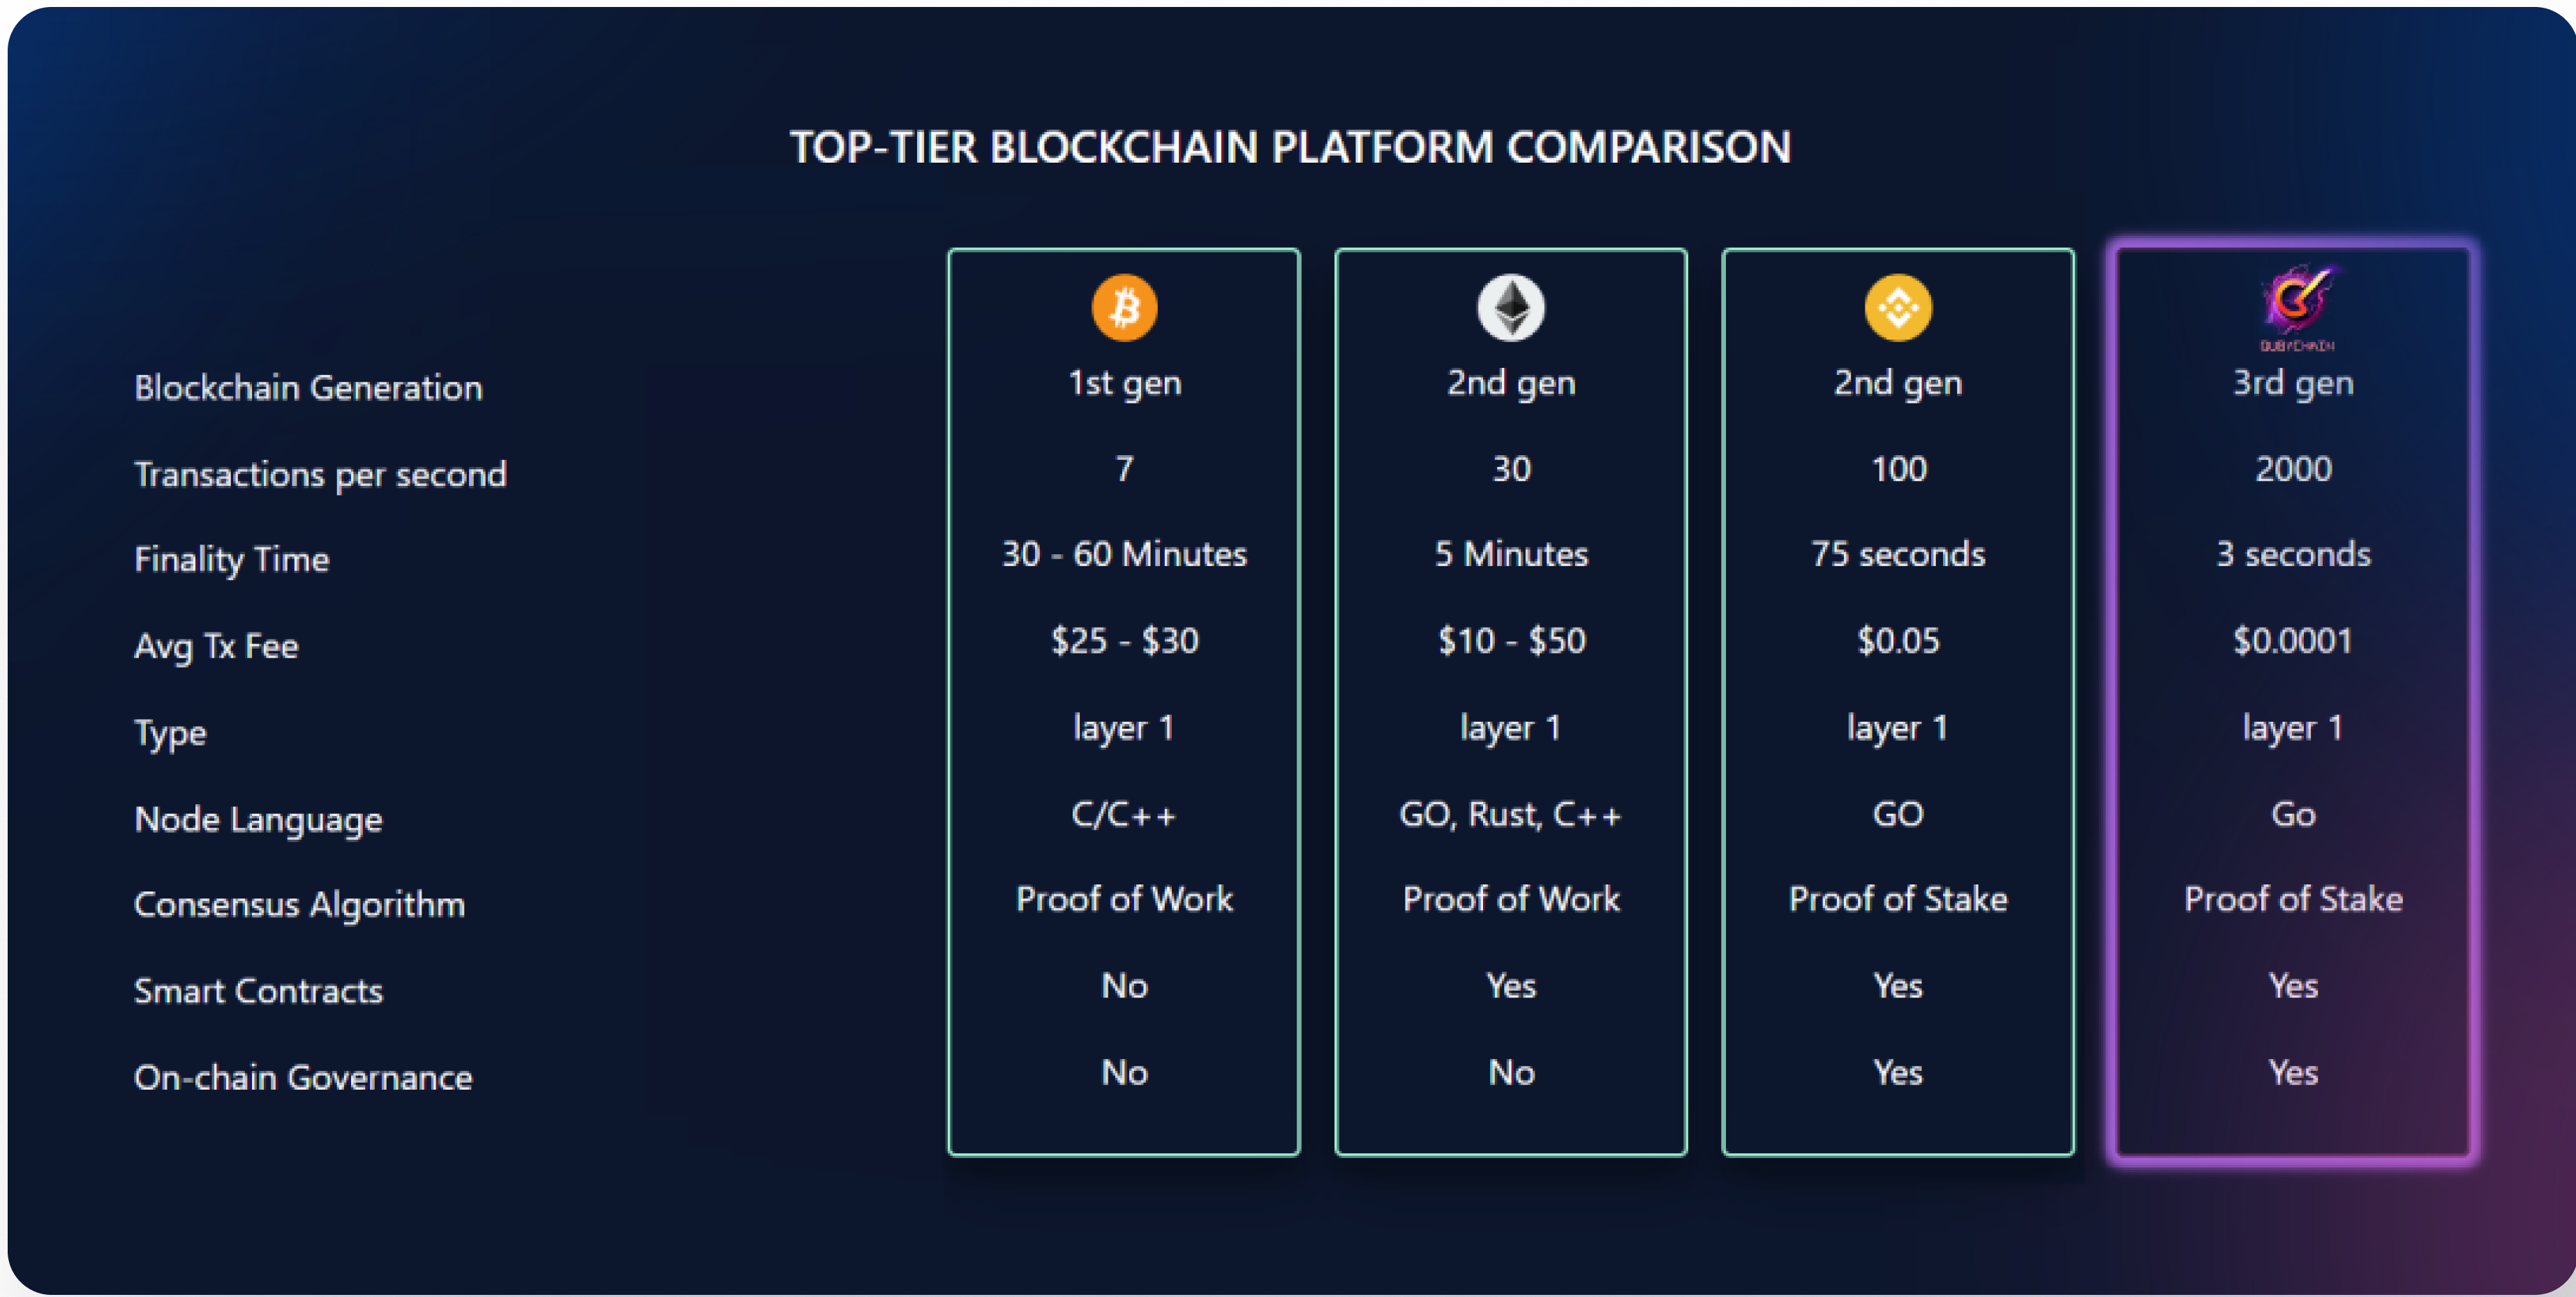 TOP-TIER BLOCKCHAIN PLATFORM COMPARISON
QUBYCHAIN
Blockchain Generation 1st gen 2nd gen 2nd gen 3rd gen
Transactions per second 7 30 100 2000
Finality Time 30 - 60 Minutes 5 Minutes 75 seconds 3 seconds
Avg Tx Fee $25 - $30 $10 - $50 $0.05 $0.0001
Type layer 1 layer 1 layer 1 layer 1
Node Language C/C++ GO, Rust, C++ GO Go
Consensus Algorithm Proof of Work Proof of Work Proof of Stake Proof of Stake
Smart Contracts No Yes Yes Yes
On-chain Governance No No Yes Yes